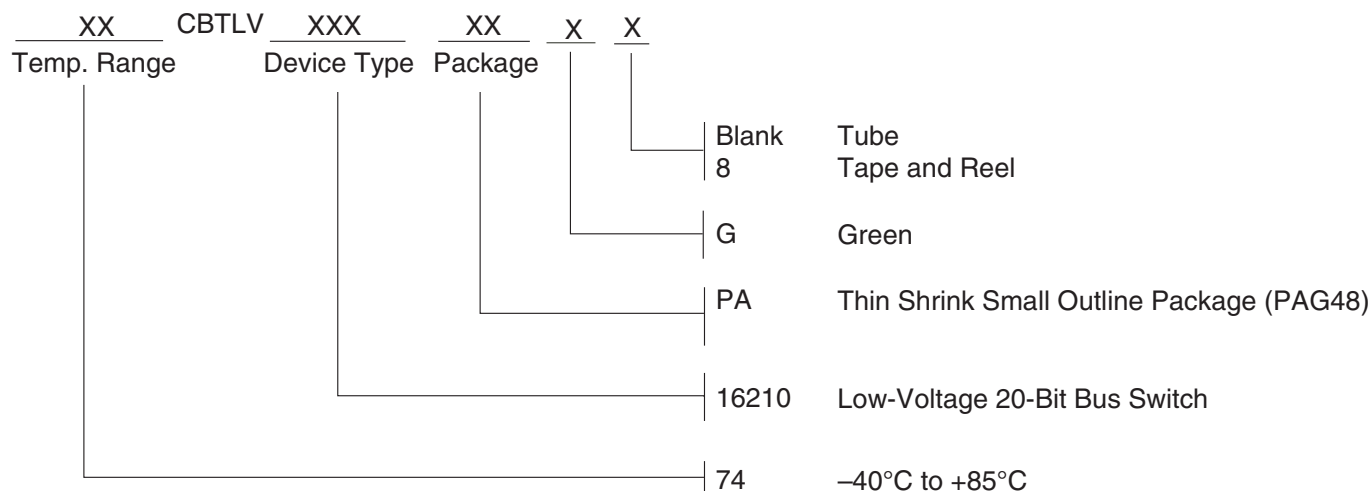 XX CBTLV XXX XX X X
Temp. Range Device Type Package
Blank Tube
8 Tape and Reel
G Green
PA Thin Shrink Small Outline Package (PAG48)
16210 Low-Voltage 20-Bit Bus Switch
74 –40°C to +85°C